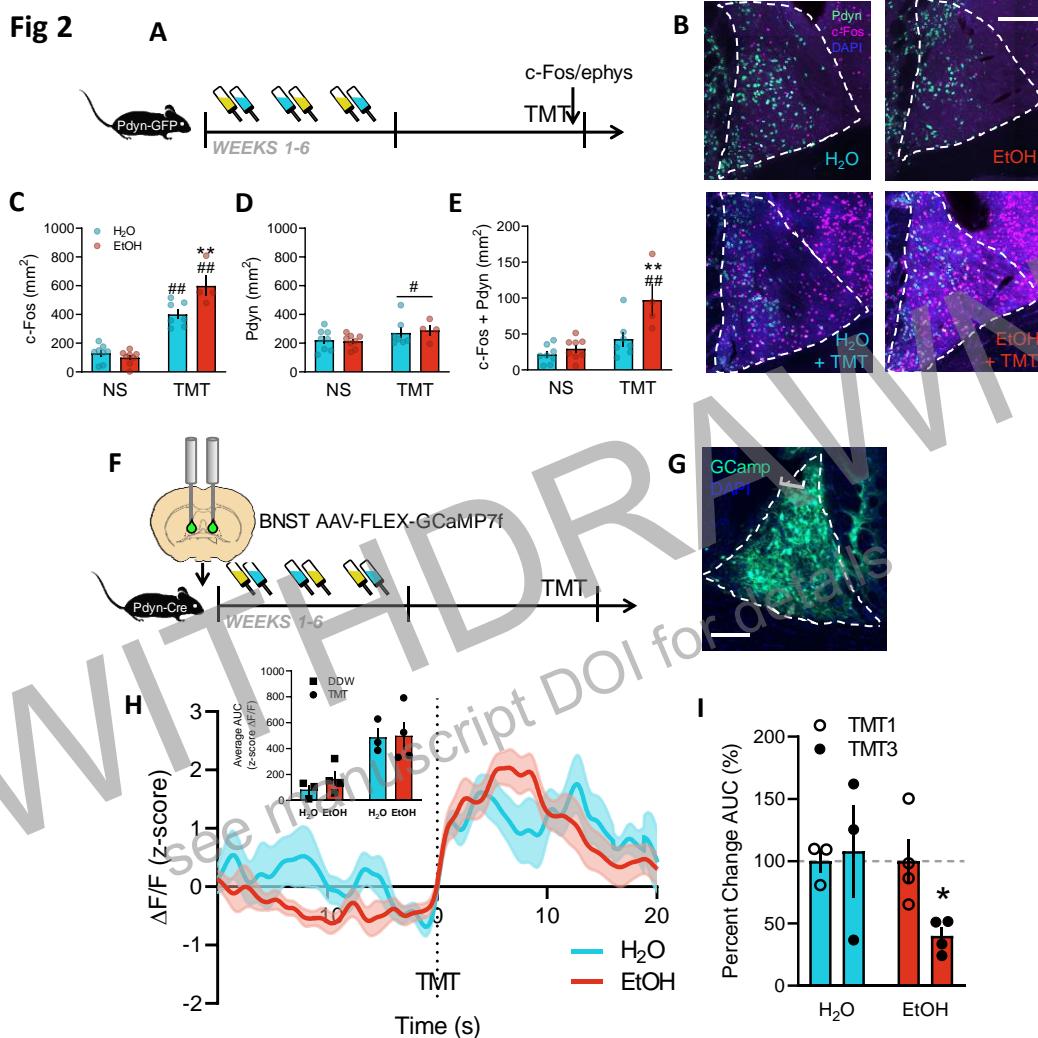 Fig 2
A
c-Fos/ephys
TMT
Pdyn-GFP
WEEKS 1-6
B
Pdyn
c-Fos
DAPI
H₂O
EtOH
H₂O
+ TMT
EtOH
+ TMT
C
c-Fos (mm²)
1000
800
600
400
200
0
H₂O
EtOH
##
**
##
NS
TMT
D
Pdyn (mm²)
1000
800
600
400
200
0
#
NS
TMT
E
c-Fos + Pdyn (mm²)
200
150
100
50
0
**
##
NS
TMT
F
BNST AAV-FLEX-GCaMP7f
Pdyn-Cre
WEEKS 1-6
TMT
G
GCamp
DAPI
H
ΔF/F (z-score)
3
2
1
0
-1
-2
Average AUC
(z-score ΔF/F)
1000
800
600
400
200
0
DDW
TMT
H₂O EtOH H₂O EtOH
-10 0 10 20
TMT
Time (s)
H₂O
EtOH
I
Percent Change AUC (%)
200
150
100
50
0
TMT1
TMT3
*
H₂O EtOH
WITHDRAWN
see manuscript DOI for details